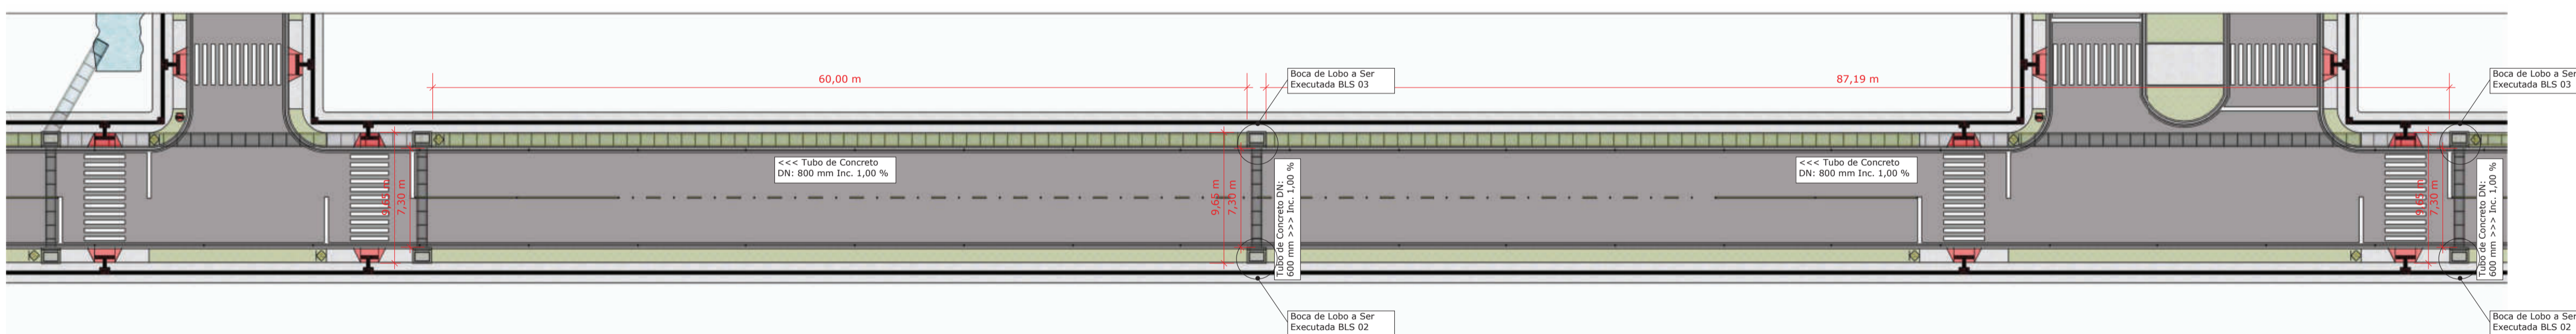 60,00 m
87,19 m
Boca de Lobo a Ser
Executada BLS 03
Boca de Lobo a Ser
Executada BLS 03
<<< Tubo de Concreto
DN: 800 mm Inc. 1,00 %
<<< Tubo de Concreto
DN: 800 mm Inc. 1,00 %
9,65 m
7,30 m
9,65 m
7,30 m
Tubo de Concreto DN:
600 mm >>> Inc. 1,00 %
9,65 m
7,30 m
Tubo de Concreto DN:
600 mm >>> Inc. 1,00 %
Boca de Lobo a Ser
Executada BLS 02
Boca de Lobo a Ser
Executada BLS 02